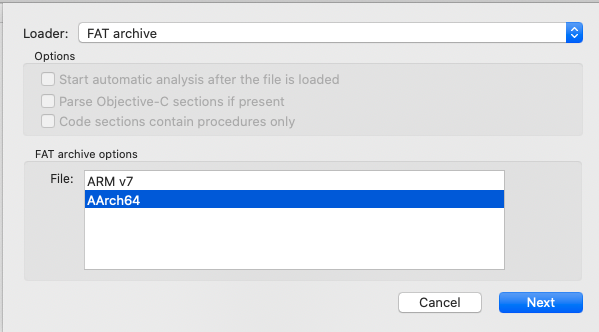 Loader: FAT archive
Options
Start automatic analysis after the file is loaded
Parse Objective-C sections if present
Code sections contain procedures only
FAT archive options
File: ARM v7
AArch64
Cancel Next